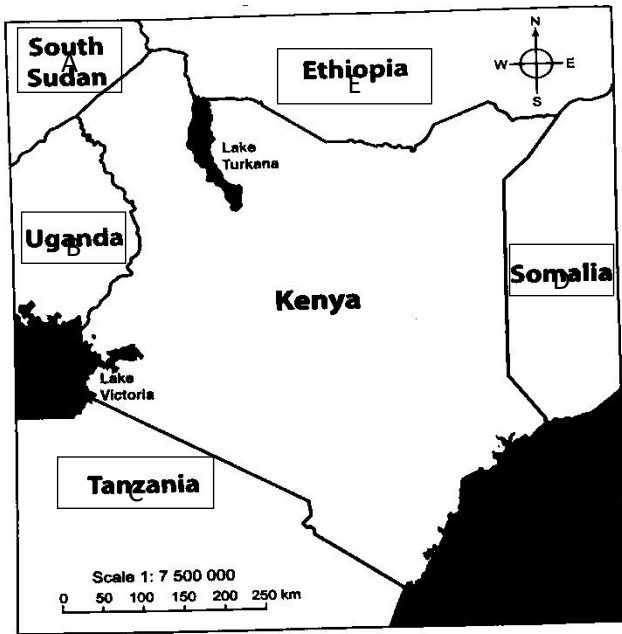 South
A
Sudan
Ethiopia
E
N
W E
S
Lake
Turkana
Uganda
B
Somalia
D
Kenya
Lake
Victoria
Tanzania
C
Scale 1: 7 500 000
0 50 100 150 200 250 km